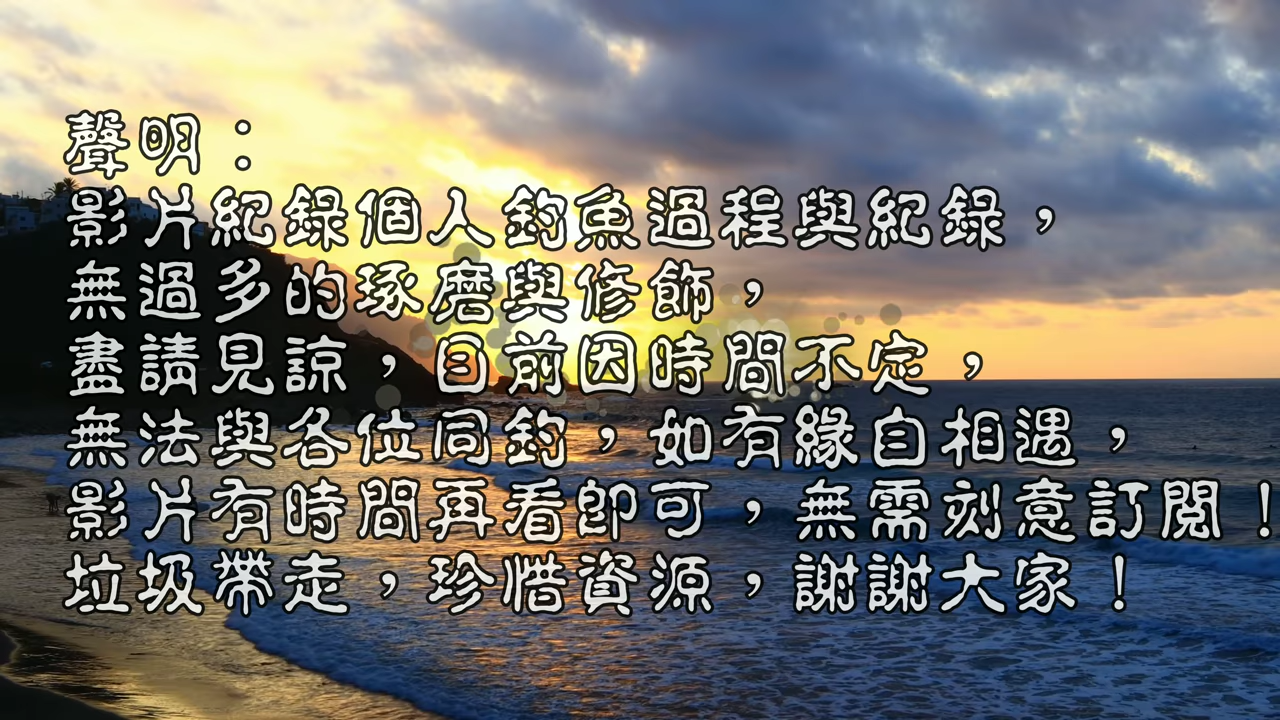 聲明：
影片紀錄個人釣魚過程與紀錄，
無過多的琢磨與修飾，
盡請見諒，目前因時間不定，
無法與各位同釣，如有緣自相遇，
影片有時間再看即可，無需刻意訂閱！
垃圾帶走，珍惜資源，謝謝大家！